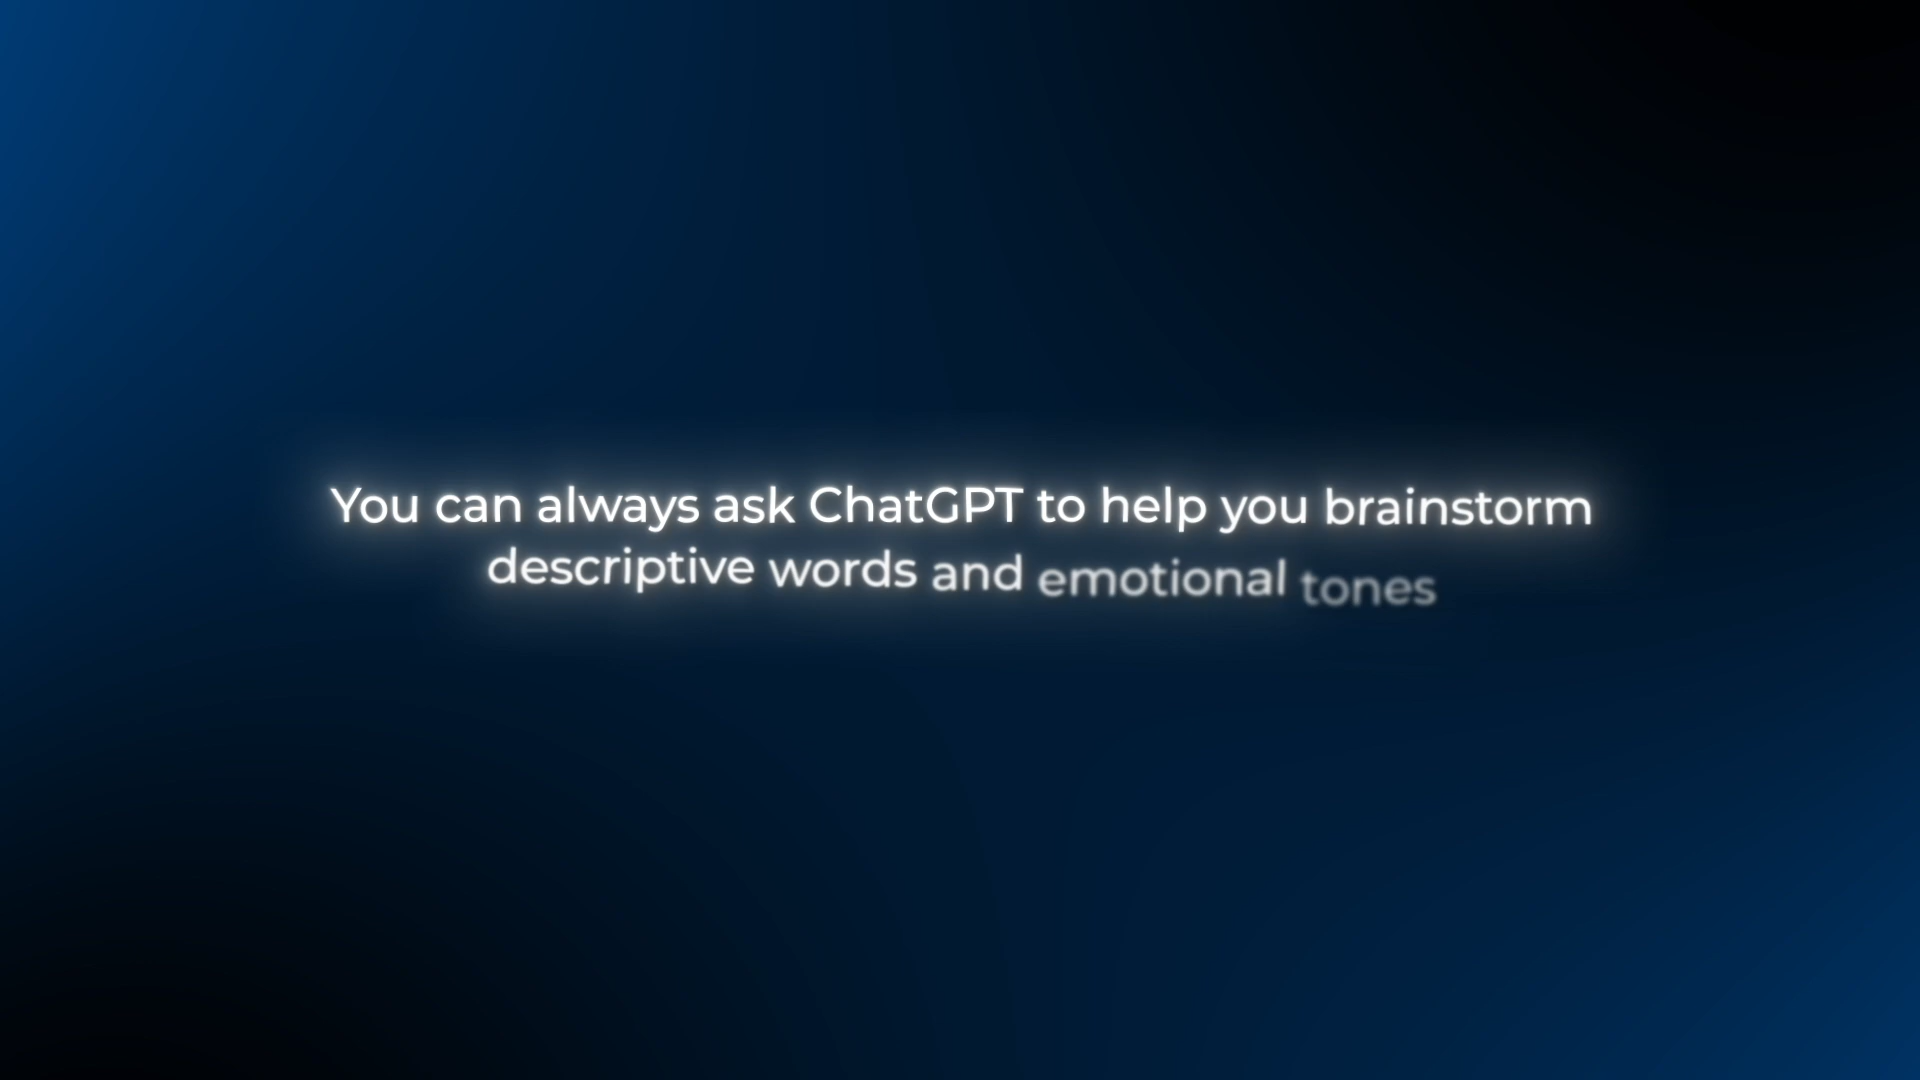 You can always ask ChatGPT to help you brainstorm
descriptive words and emotional tones